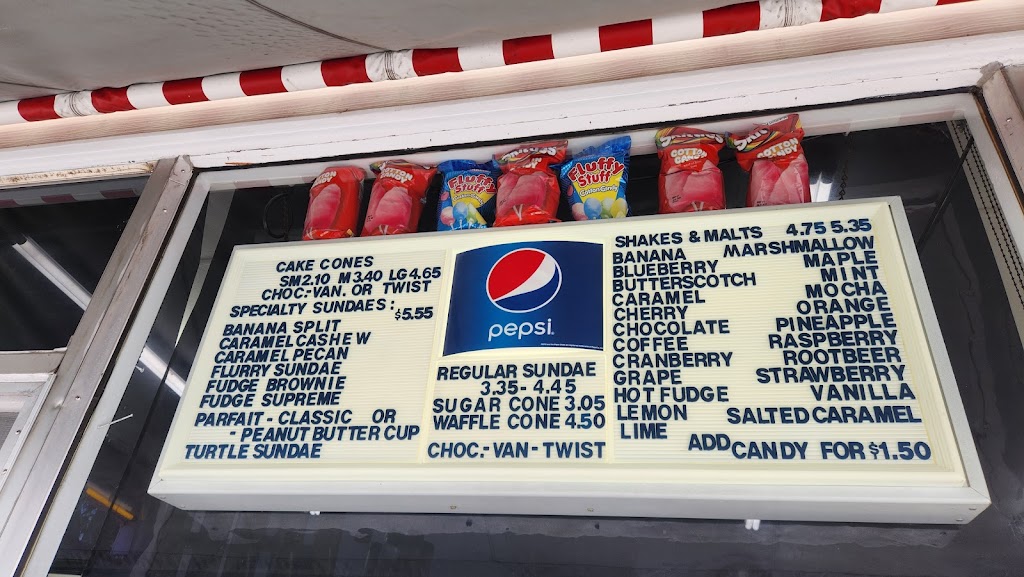 COTTON CANDY
Fluffy Stuff
Cotton Candy
Fluffy Stuff
Cotton Candy
COTTON CANDY
COTTON CANDY
CAKE CONES
SM 2.10 M 3.40 LG 4.65
CHOC.-VAN. OR TWIST
SPECIALTY SUNDAES: $5.55
BANANA SPLIT
CARAMEL CASHEW
CARAMEL PECAN
FLURRY SUNDAE
FUDGE BROWNIE
FUDGE SUPREME
PARFAIT - CLASSIC OR
- PEANUT BUTTER CUP
TURTLE SUNDAE
pepsi
REGULAR SUNDAE
3.35 - 4.45
SUGAR CONE 3.05
WAFFLE CONE 4.50
CHOC.-VAN-TWIST
SHAKES & MALTS 4.75 5.35
BANANA
BLUEBERRY
BUTTERSCOTCH
CARAMEL
CHERRY
CHOCOLATE
COFFEE
CRANBERRY
GRAPE
HOT FUDGE
LEMON
LIME
MARSHMALLOW
MAPLE
MINT
MOCHA
ORANGE
PINEAPPLE
RASPBERRY
ROOTBEER
STRAWBERRY
VANILLA
SALTED CARAMEL
ADD CANDY FOR $1.50